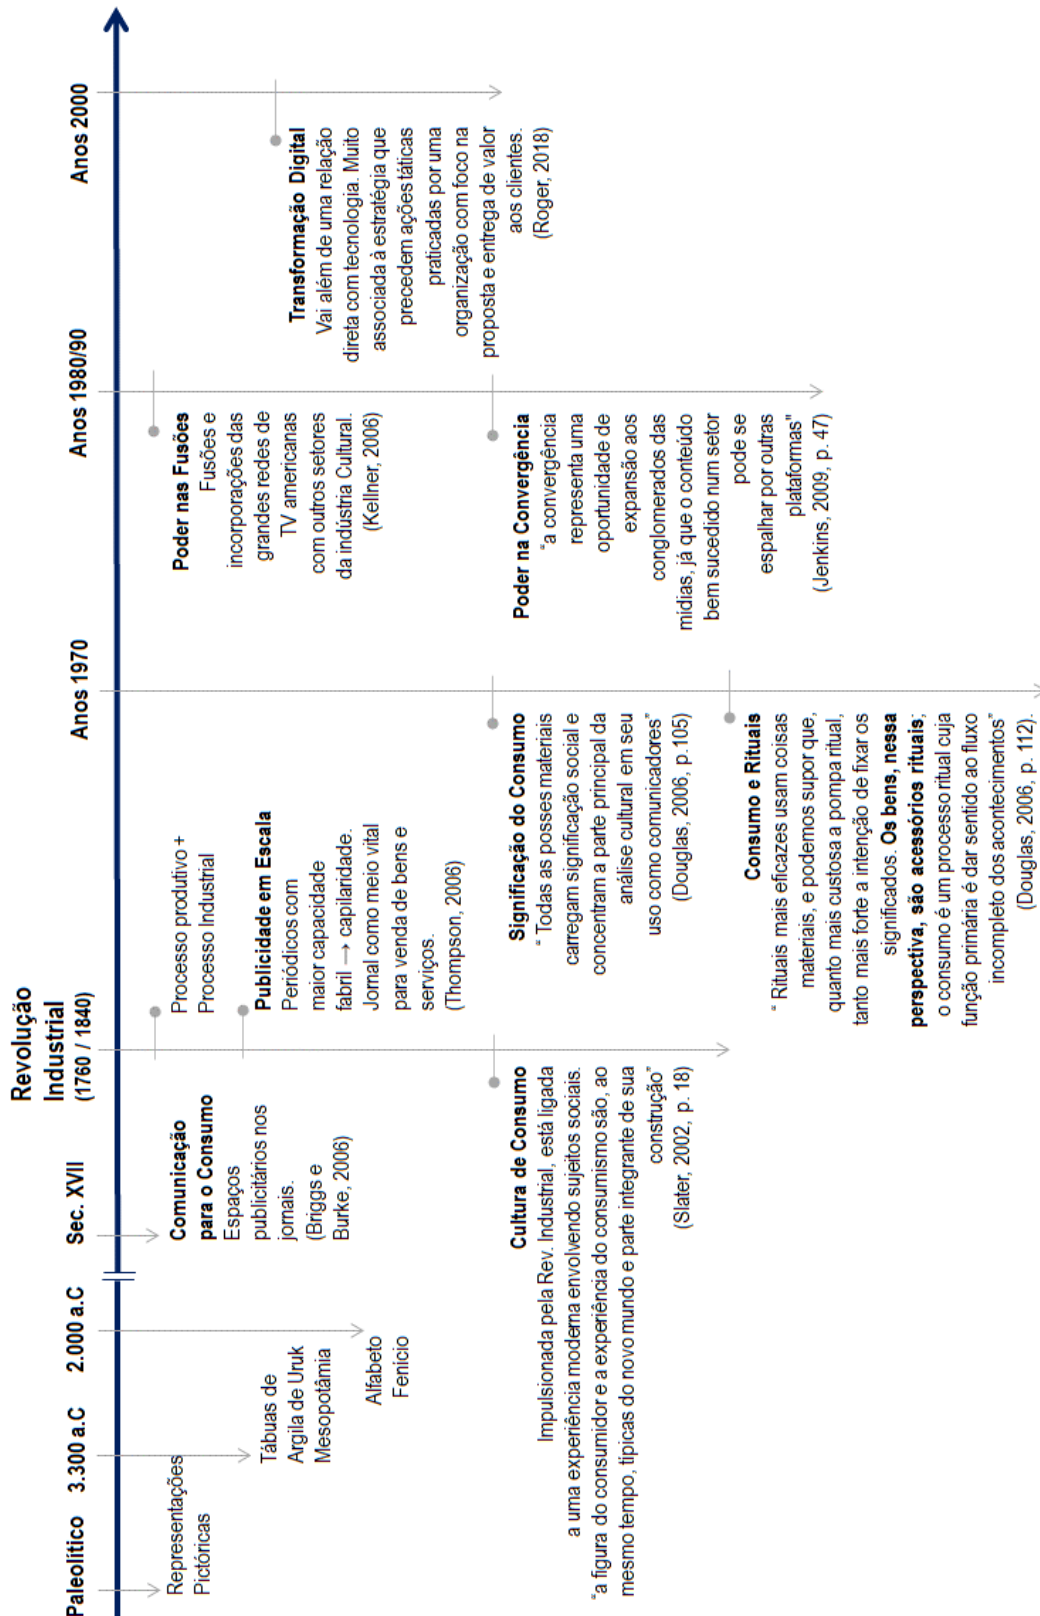 Paleolítico
3.300 a.C
2.000 a.C
Sec. XVII
Revolução
Industrial
(1760 / 1840)
Anos 1970
Anos 1980/90
Anos 2000
Representações
Pictóricas
Tábuas de
Argila de Uruk
Mesopotâmia
Alfabeto
Fenício
Comunicação
para o Consumo
Espaços
publicitários nos
jornais.
(Briggs e
Burke, 2006)
Processo produtivo +
Processo Industrial
Publicidade em Escala
Periódicos com
maior capacidade
fabril → capilaridade.
Jornal como meio vital
para venda de bens e
serviços.
(Thompson, 2006)
Cultura de Consumo
Impulsionada pela Rev. Industrial, está ligada
a uma experiência moderna envolvendo sujeitos sociais.
“a figura do consumidor e a experiência do consumismo são, ao
mesmo tempo, típicas do novo mundo e parte integrante de sua
construção”
(Slater, 2002, p. 18)
Significação do Consumo
“ Todas as posses materiais
carregam significação social e
concentram a parte principal da
análise cultural em seu
uso como comunicadores”
(Douglas, 2006, p.105)
Consumo e Rituais
“ Rituais mais eficazes usam coisas
materiais, e podemos supor que,
quanto mais custosa a pompa ritual,
tanto mais forte a intenção de fixar os
significados. Os bens, nessa
perspectiva, são acessórios rituais;
o consumo é um processo ritual cuja
função primária é dar sentido ao fluxo
incompleto dos acontecimentos”
(Douglas, 2006, p. 112).
Poder nas Fusões
Fusões e
incorporações das
grandes redes de
TV americanas
com outros setores
da indústria Cultural.
(Kellner, 2006)
Poder na Convergência
“a convergência
representa uma
oportunidade de
expansão aos
conglomerados das
mídias, já que o conteúdo
bem sucedido num setor
pode se
espalhar por outras
plataformas"
(Jenkins, 2009, p. 47)
Transformação Digital
Vai além de uma relação
direta com tecnologia. Muito
associada à estratégia que
precedem ações táticas
praticadas por uma
organização com foco na
proposta e entrega de valor
aos clientes.
(Roger, 2018)